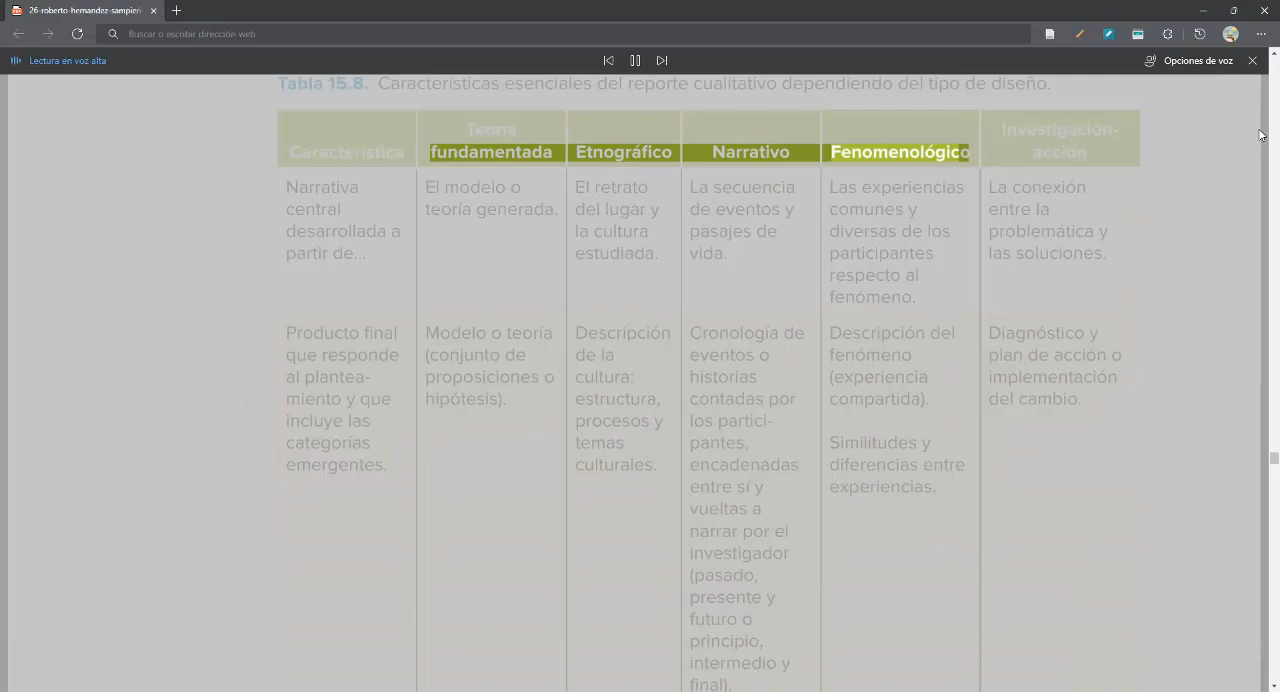 26-roberto-hernandez-sampieri
Buscar o escribir dirección web
Lectura en voz alta
Opciones de voz
Tabla 15.8. Características esenciales del reporte cualitativo dependiendo del tipo de diseño.
Característica
Teoría
fundamentada
Etnográfico
Narrativo
Fenomenológico
Investigación-
acción
Narrativa
central
desarrollada a
partir de...
El modelo o
teoría generada.
El retrato
del lugar y
la cultura
estudiada.
La secuencia
de eventos y
pasajes de
vida.
Las experiencias
comunes y
diversas de los
participantes
respecto al
fenómeno.
La conexión
entre la
problemática y
las soluciones.
Producto final
que responde
al plantea-
miento y que
incluye las
categorías
emergentes.
Modelo o teoría
(conjunto de
proposiciones o
hipótesis).
Descripción
de la
cultura:
estructura,
procesos y
temas
culturales.
Cronología de
eventos o
historias
contadas por
los partici-
pantes,
encadenadas
entre sí y
vueltas a
narrar por el
investigador
(pasado,
presente y
futuro o
principio,
intermedio y
final).
Descripción del
fenómeno
(experiencia
compartida).
Similitudes y
diferencias entre
experiencias.
Diagnóstico y
plan de acción o
implementación
del cambio.